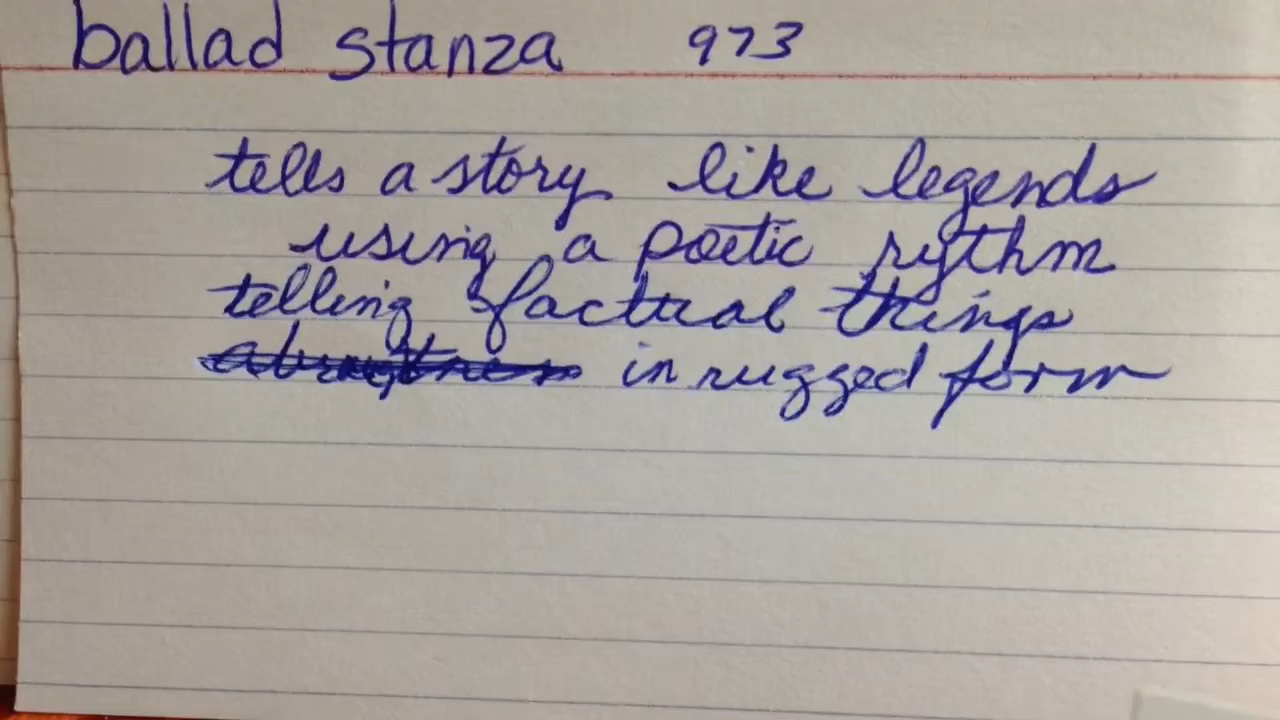 ballad stanza 973
tells a story like legends
using a poetic rythm
telling factual things
in rugged form